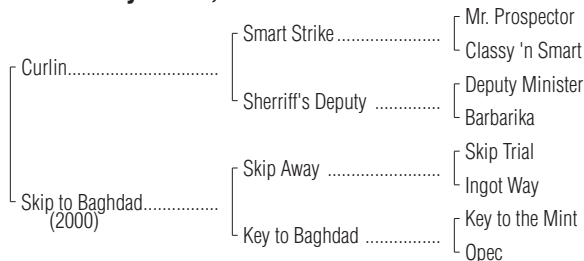 Mr. Prospector
Smart Strike
Classy 'n Smart
Curlin
Deputy Minister
Sherriff's Deputy
Barbarika
Skip Trial
Skip Away
Ingot Way
Skip to Baghdad
(2000)
Key to the Mint
Key to Baghdad
Opec